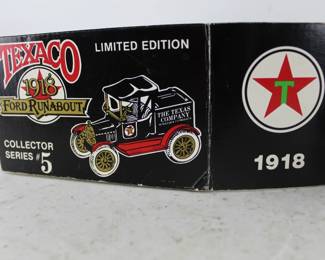 TEXACO
LIMITED EDITION
1918
FORD RUNABOUT
COLLECTOR
SERIES #5
THE TEXAS
COMPANY
T
1918